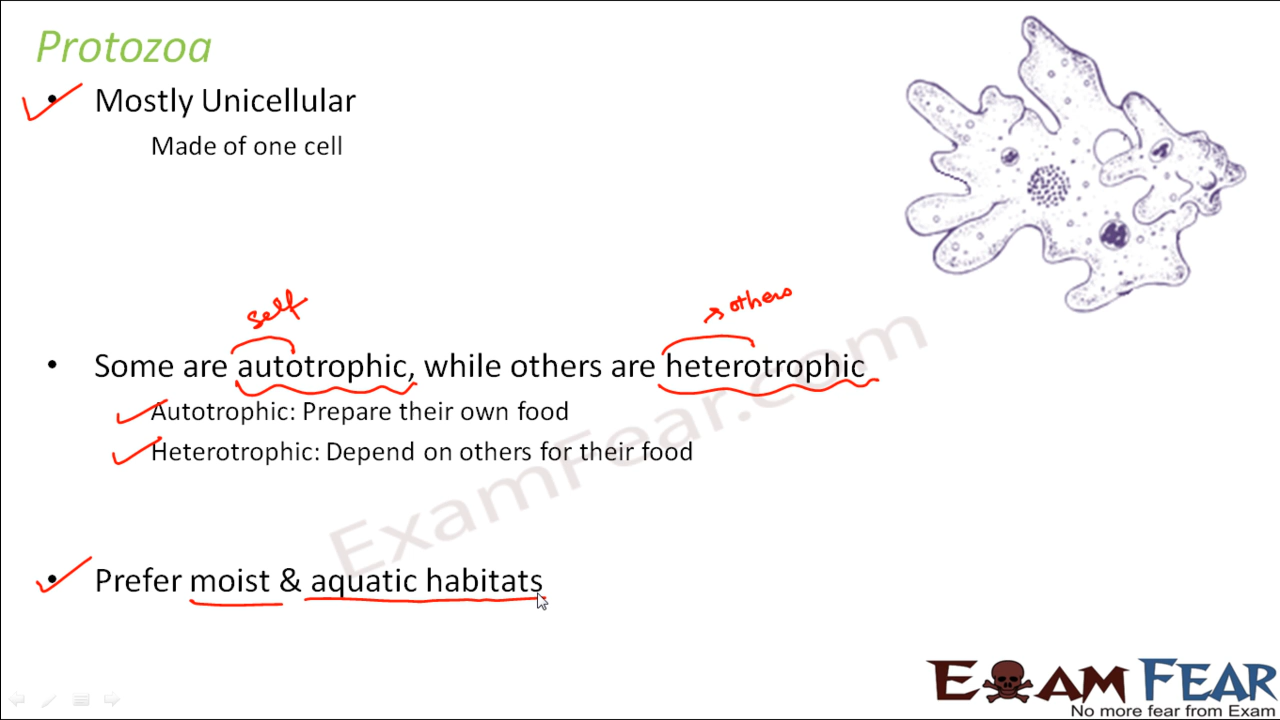 Protozoa
• Mostly Unicellular
Made of one cell
self
others
• Some are autotrophic, while others are heterotrophic
Autotrophic: Prepare their own food
Heterotrophic: Depend on others for their food
• Prefer moist & aquatic habitats
ExamFear.com
EXAM FEAR
No more fear from Exam